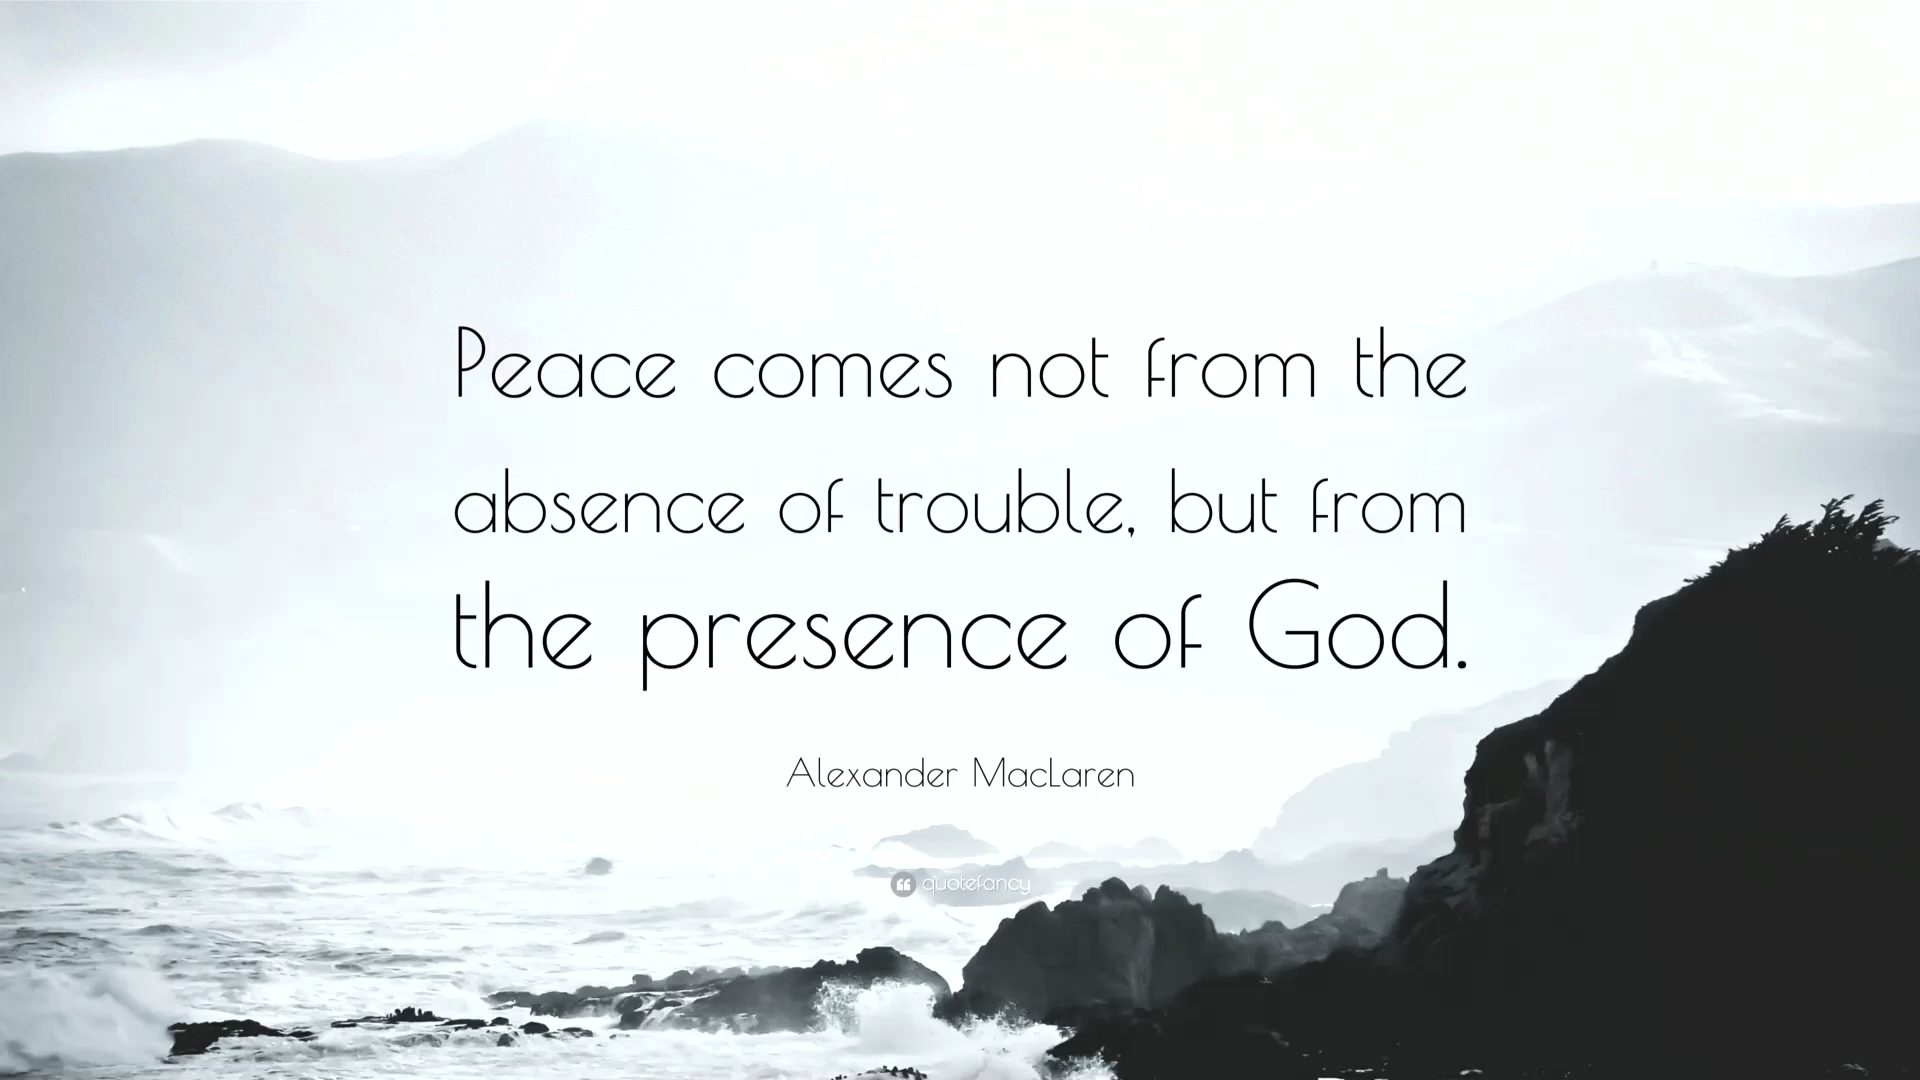 Peace comes not from the
absence of trouble, but from
the presence of God.
Alexander MacLaren
quotefancy